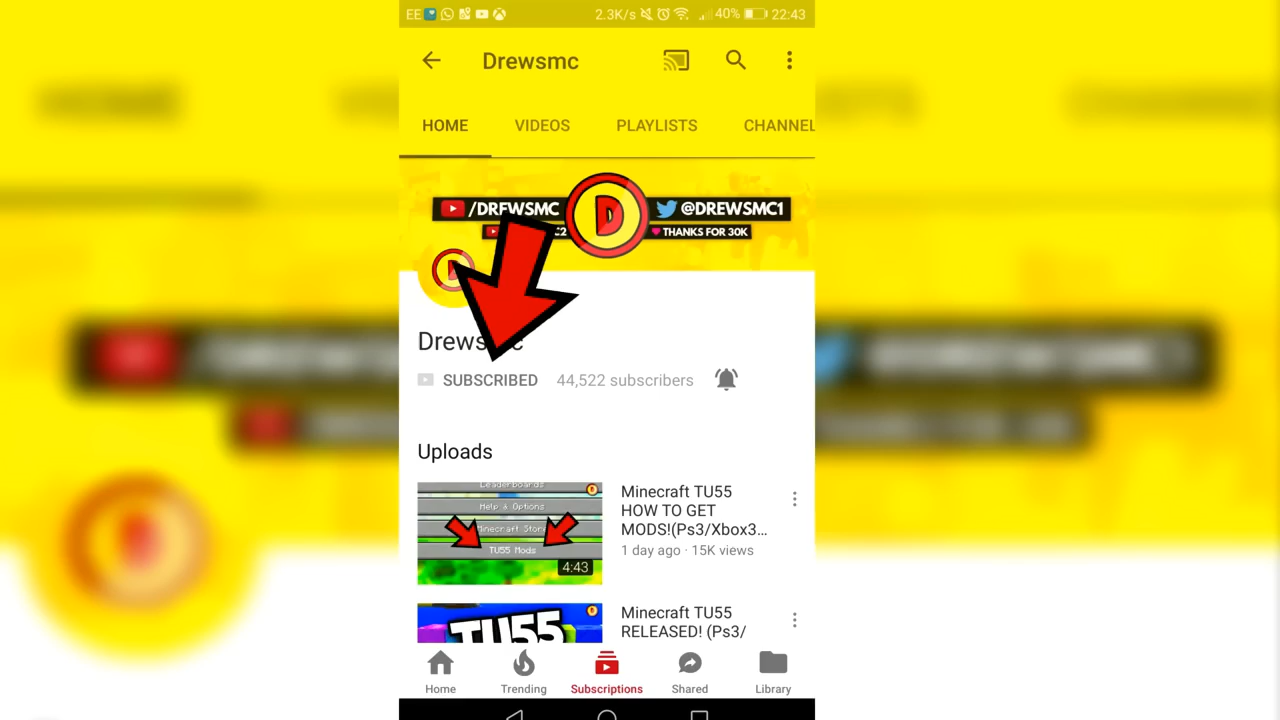 EE 2.3K/s 40% 22:43
Drewsmc
HOME VIDEOS PLAYLISTS CHANNEL
/DREWSMC D @DREWSMC1
THANKS FOR 30K
D
SUBSCRIBED 44,522 subscribers
Uploads
Leaderboards
Help & Options
Minecraft Store
TU55 Mods
4:43
Minecraft TU55
HOW TO GET
MODS!(Ps3/Xbox3...
1 day ago · 15K views
TU55
Minecraft TU55
RELEASED! (Ps3/
Home Trending Subscriptions Shared Library